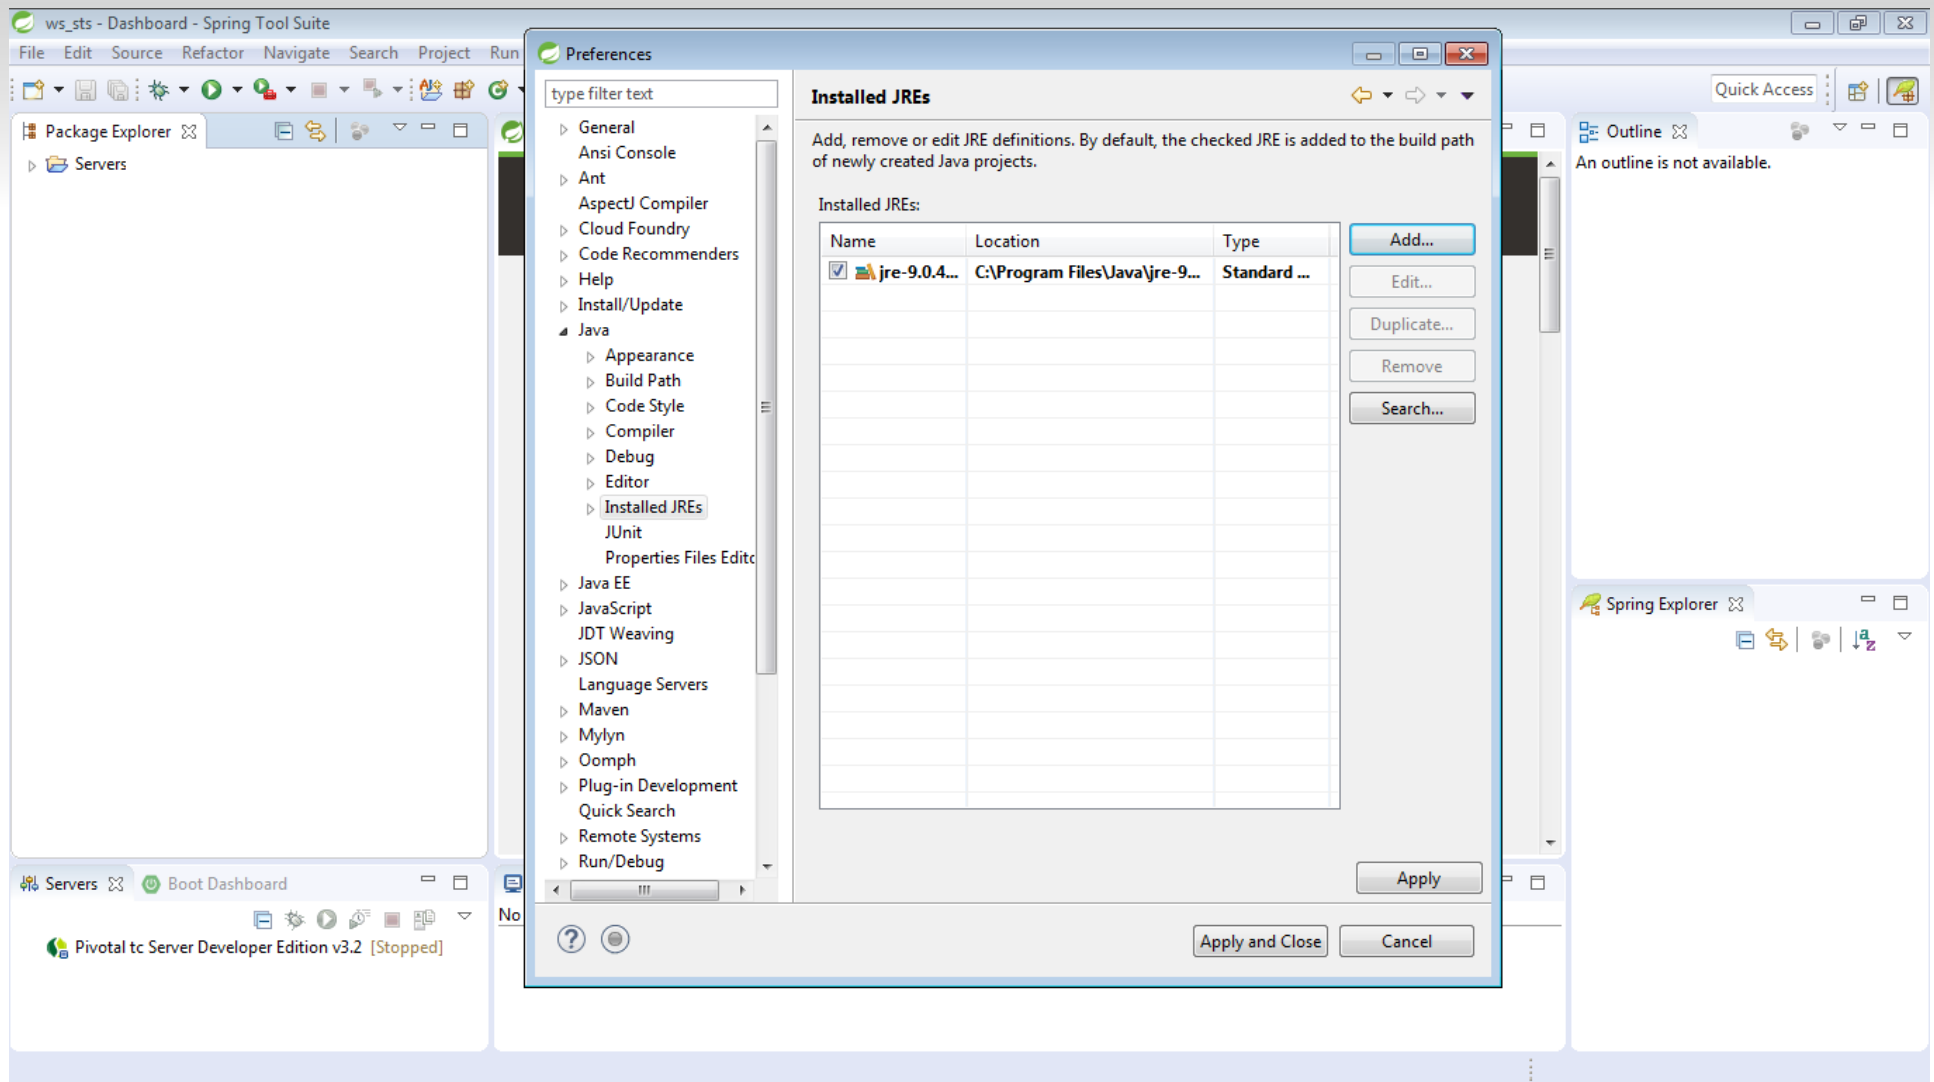 ws_sts - Dashboard - Spring Tool Suite
File Edit Source Refactor Navigate Search Project Run
Quick Access
Package Explorer
Servers
Preferences
type filter text
General
Ansi Console
Ant
AspectJ Compiler
Cloud Foundry
Code Recommenders
Help
Install/Update
Java
Appearance
Build Path
Code Style
Compiler
Debug
Editor
Installed JREs
JUnit
Properties Files Edito
Java EE
JavaScript
JDT Weaving
JSON
Language Servers
Maven
Mylyn
Oomph
Plug-in Development
Quick Search
Remote Systems
Run/Debug
Installed JREs
Add, remove or edit JRE definitions. By default, the checked JRE is added to the build path
of newly created Java projects.
Installed JREs:
Name Location Type
jre-9.0.4... C:\Program Files\Java\jre-9... Standard ...
Add...
Edit...
Duplicate...
Remove
Search...
Apply
Apply and Close Cancel
Outline
An outline is not available.
Spring Explorer
Servers Boot Dashboard
Pivotal tc Server Developer Edition v3.2 [Stopped]
No